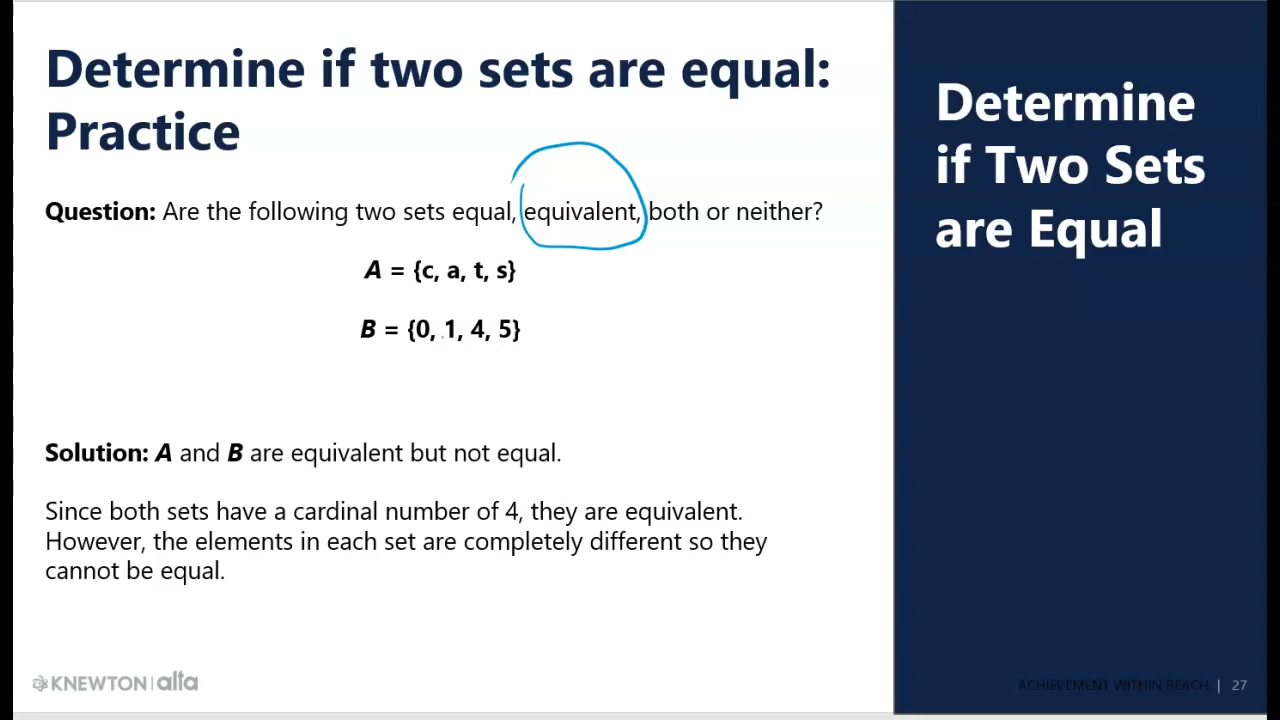 Determine if two sets are equal:
Practice
Question: Are the following two sets equal, equivalent, both or neither?
A = {c, a, t, s}
B = {0, 1, 4, 5}
Solution: A and B are equivalent but not equal.
Since both sets have a cardinal number of 4, they are equivalent.
However, the elements in each set are completely different so they
cannot be equal.
KNEWTON | alta
Determine
if Two Sets
are Equal
ACHIEVEMENT WITHIN REACH | 27